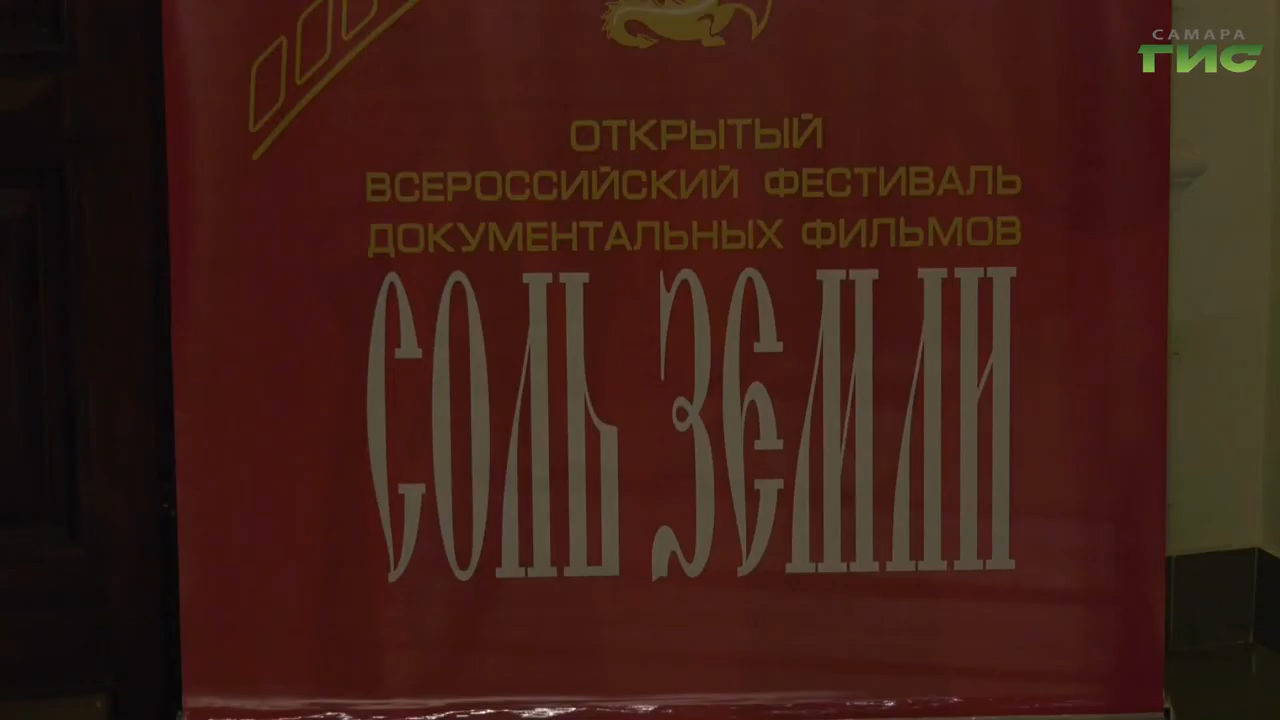 САМАРА
ГИС
ОТКРЫТЫЙ
ВСЕРОССИЙСКИЙ ФЕСТИВАЛЬ
ДОКУМЕНТАЛЬНЫХ ФИЛЬМОВ
СОЛЬ ЗЕМЛИ